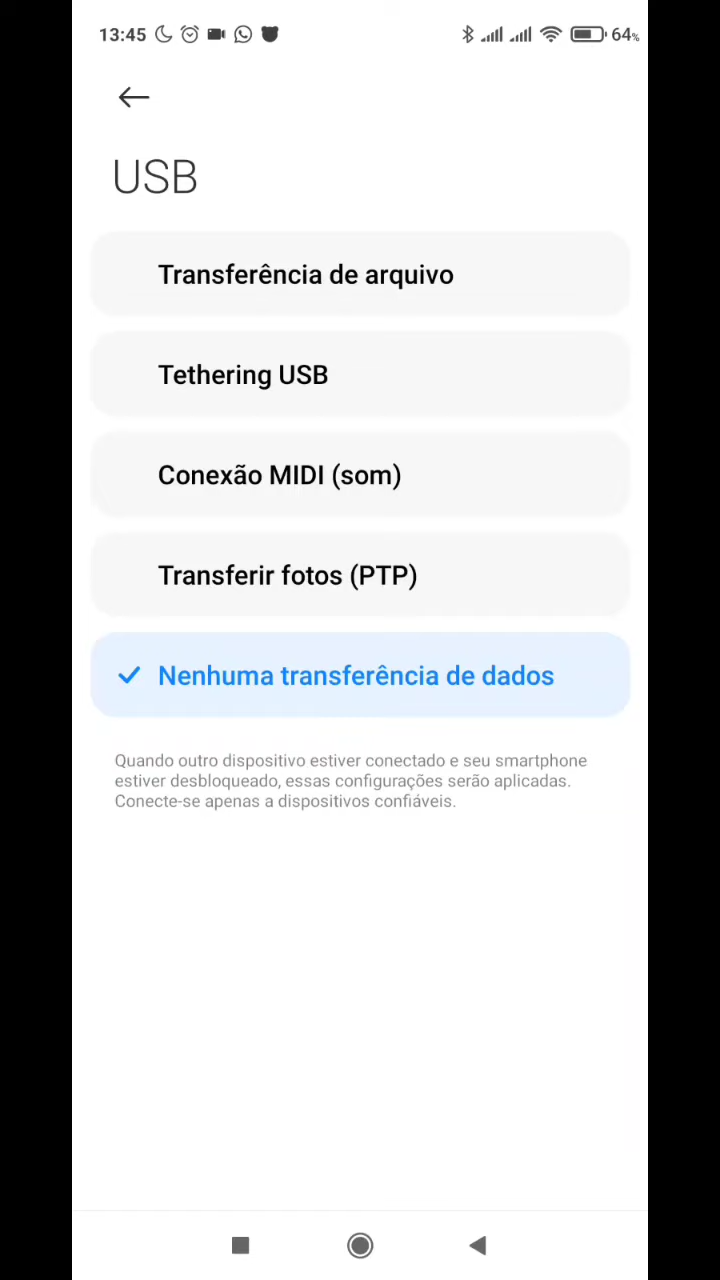 13:45 64%
USB
Transferência de arquivo
Tethering USB
Conexão MIDI (som)
Transferir fotos (PTP)
Nenhuma transferência de dados
Quando outro dispositivo estiver conectado e seu smartphone
estiver desbloqueado, essas configurações serão aplicadas.
Conecte-se apenas a dispositivos confiáveis.